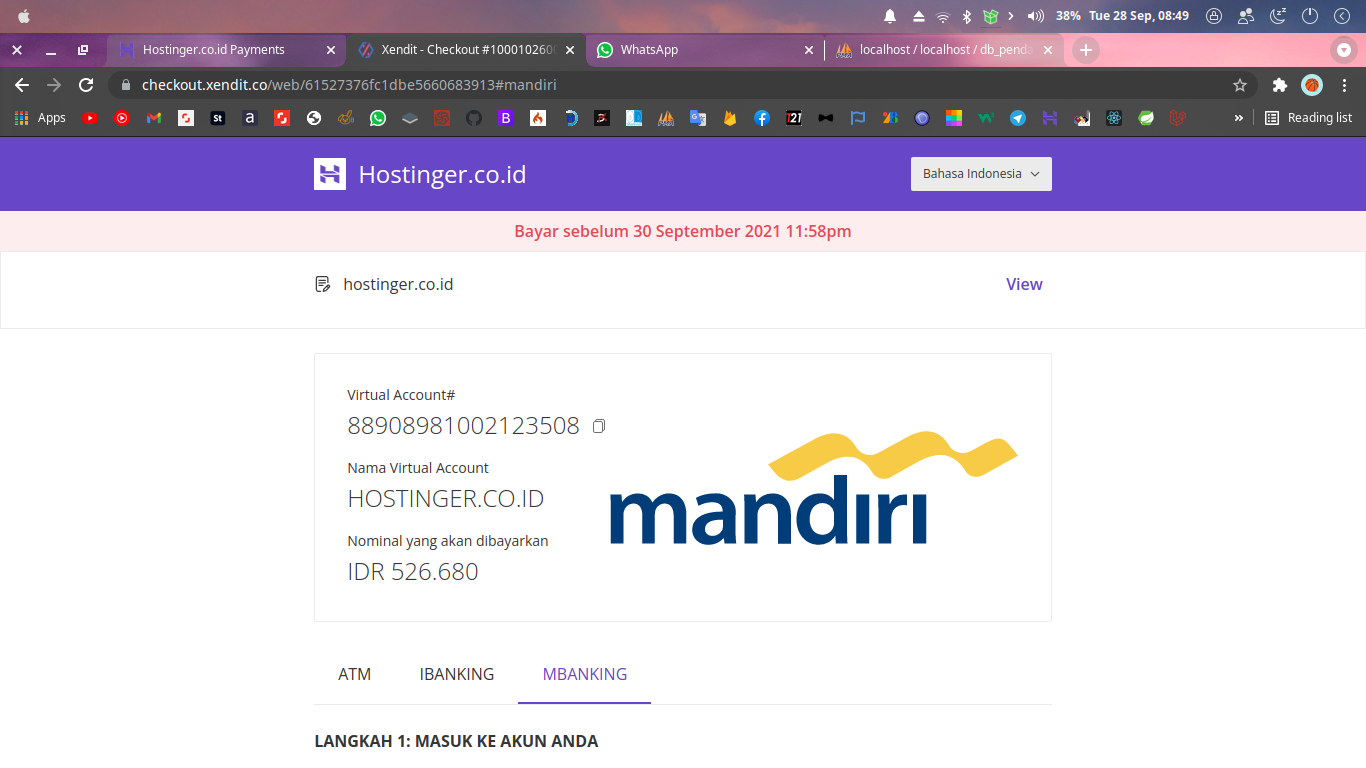 38% Tue 28 Sep, 08:49
Hostinger.co.id Payments
Xendit - Checkout #100010260
WhatsApp
localhost / localhost / db_penda
checkout.xendit.co/web/61527376fc1dbe5660683913#mandiri
Apps
St
a
B
T21
Reading list
Hostinger.co.id
Bahasa Indonesia
Bayar sebelum 30 September 2021 11:58pm
hostinger.co.id
View
Virtual Account#
88908981002123508
Nama Virtual Account
HOSTINGER.CO.ID
Nominal yang akan dibayarkan
IDR 526.680
mandiri
ATM
IBANKING
MBANKING
LANGKAH 1: MASUK KE AKUN ANDA